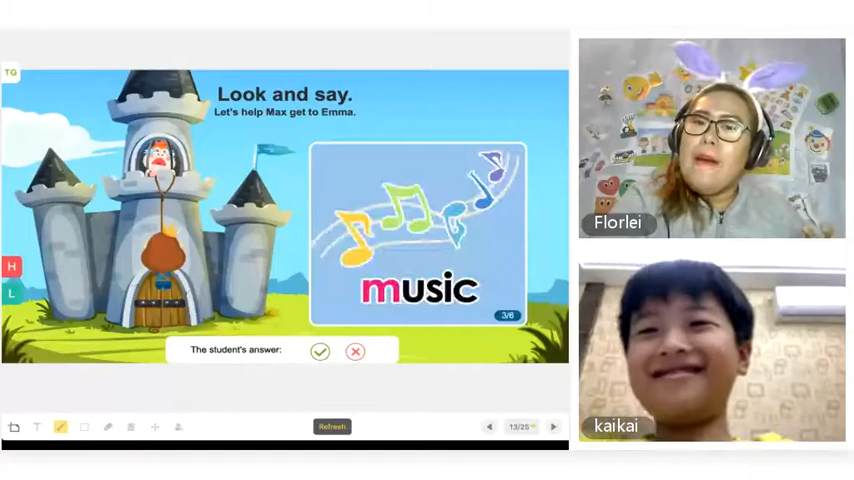 TG
Look and say.
Let's help Max get to Emma.
music
3/6
H
L
The student's answer:
T
Refresh
13/25
Florlei
kaikai